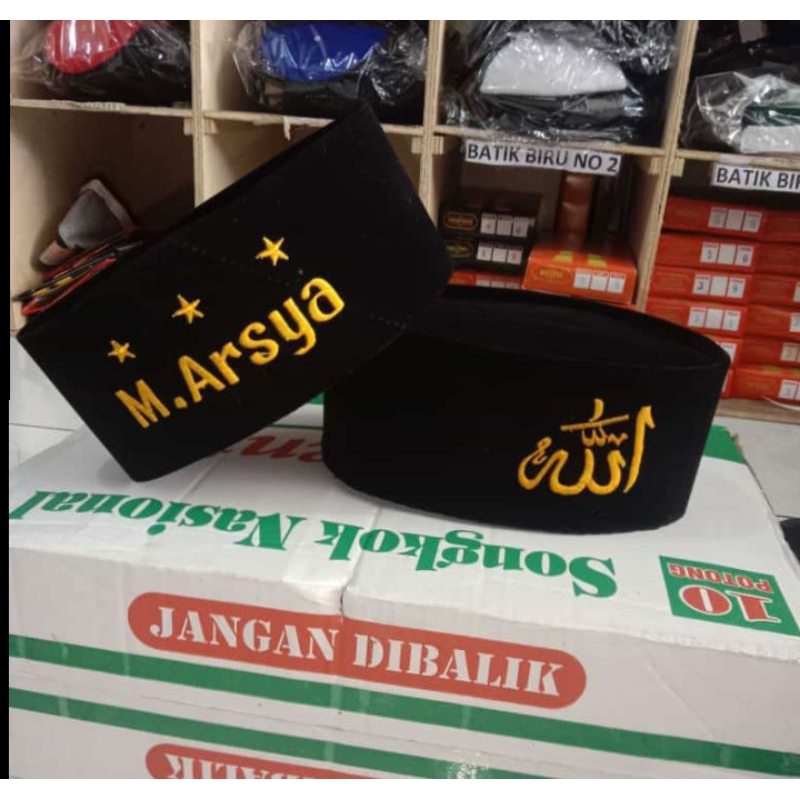 BATIK BIRU NO 2
BATIK BIR
M.Arsya
الله
Songkok Nasional
10
POTONG
JANGAN DIBALIK